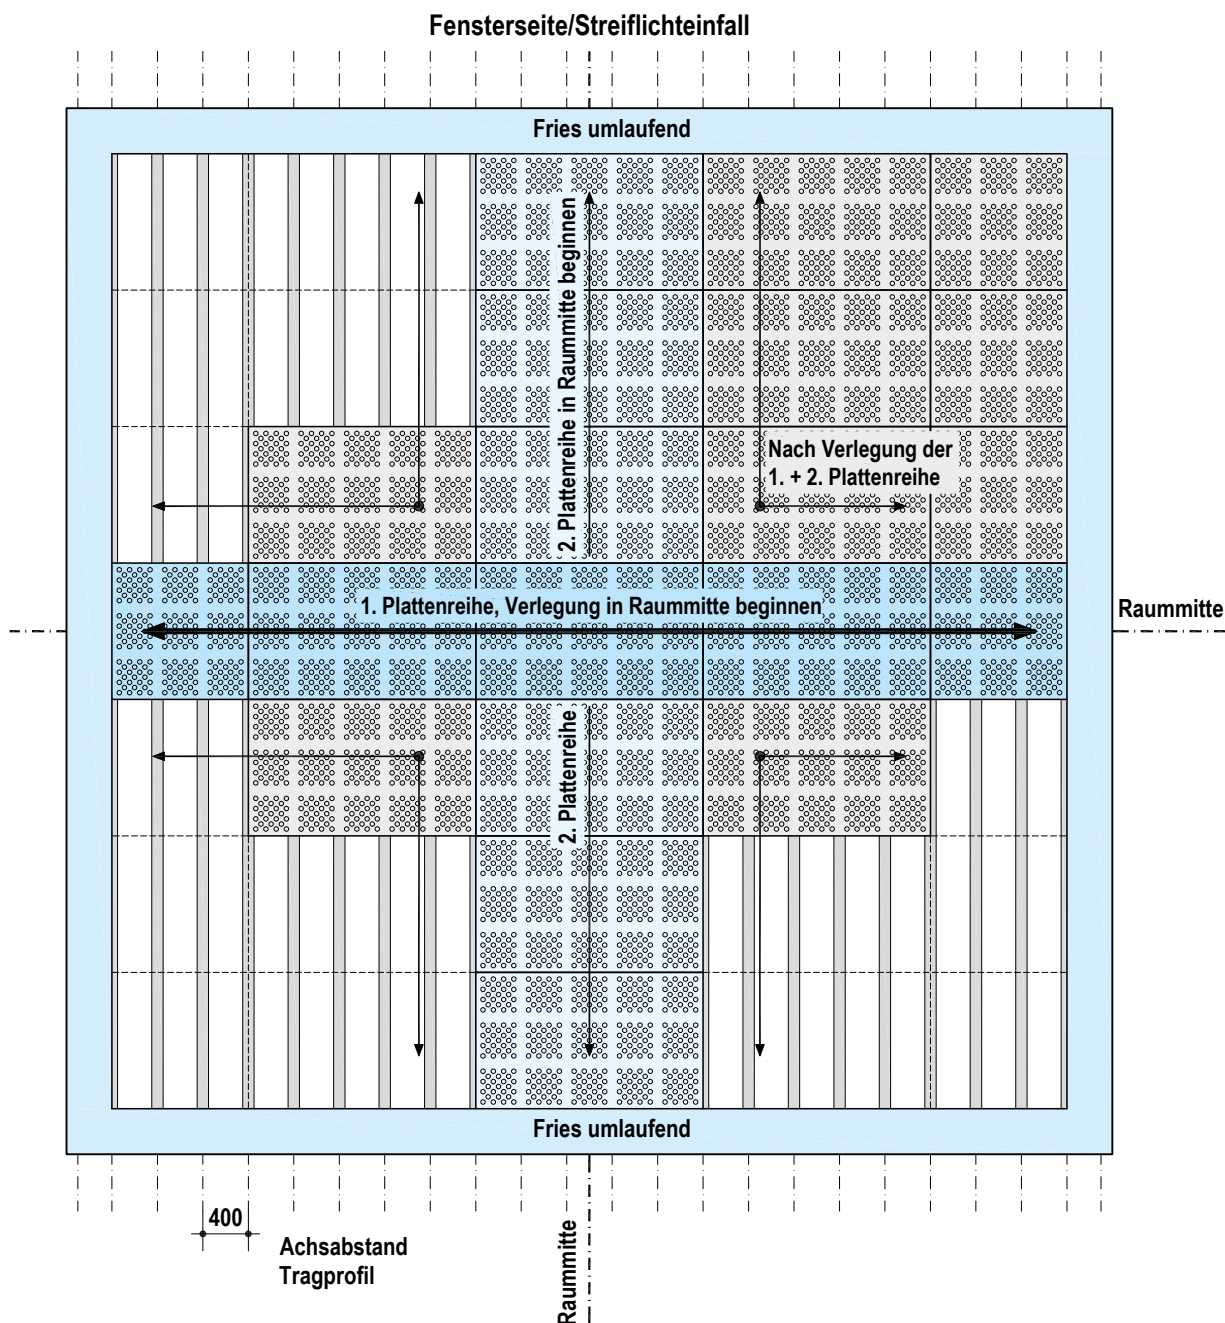 Fensterseite/Streiflichteinfall
Fries umlaufend
2. Plattenreihe in Raummitte beginnen
Nach Verlegung der
1. + 2. Plattenreihe
1. Plattenreihe, Verlegung in Raummitte beginnen
Raummitte
2. Plattenreihe
Fries umlaufend
400
Achsabstand
Tragprofil
Raummitte